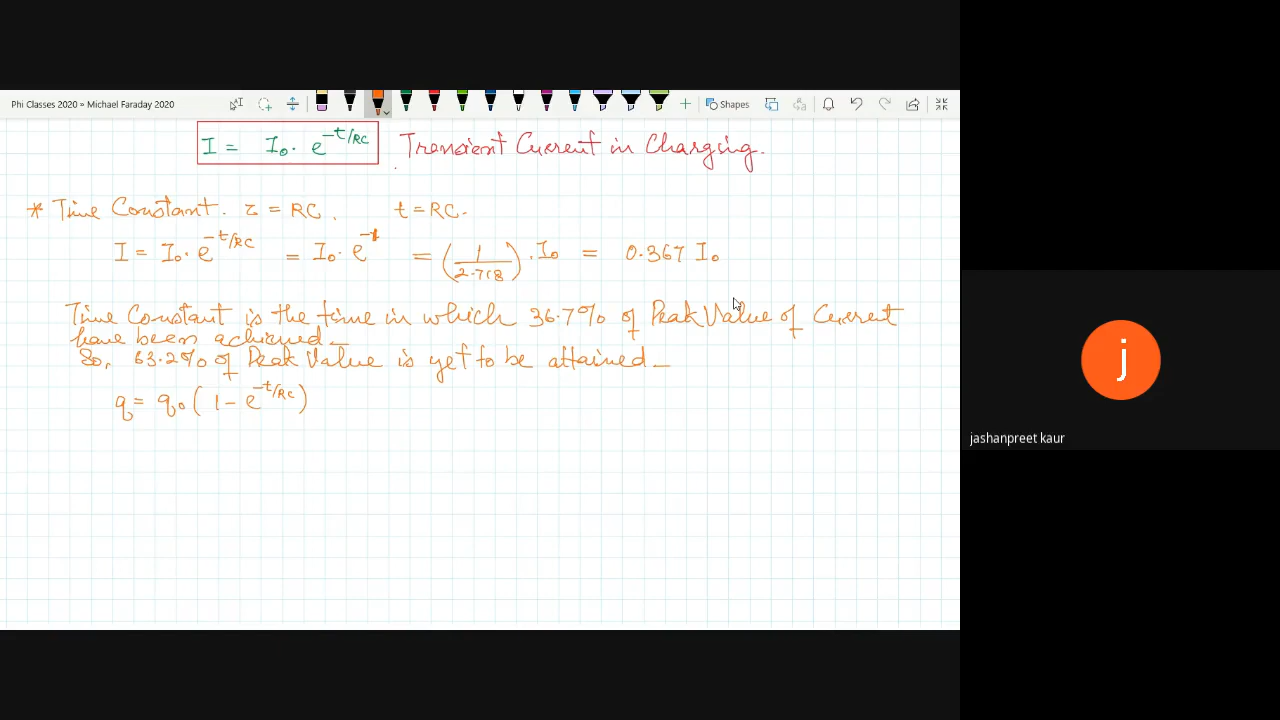 Phi Classes 2020 » Michael Faraday 2020
Shapes
I = I₀. e^-t/RC Transient Current in Charging.
* Time Constant. τ = RC. t = RC.
I = I₀. e^-t/RC = I₀. e^-1 = (1/2.718). I₀ = 0.367 I₀
Time Constant is the time in which 36.7% of Peak Value of Current
have been achieved.
So, 63.2% of Peak Value is yet to be attained.
q = q₀ (1 - e^-t/RC)
j
jashanpreet kaur